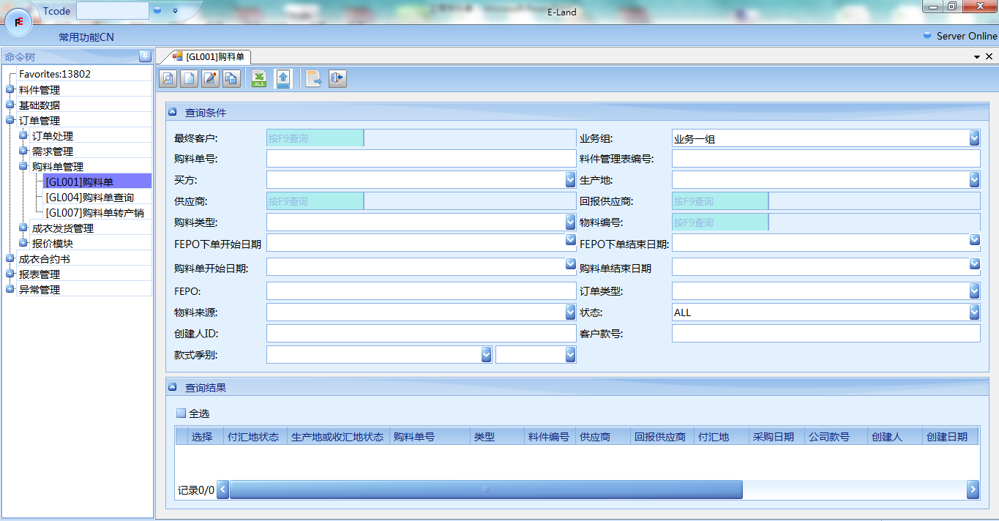 Tcode
E-Land
常用功能CN
Server Online
命令树
[GL001]购料单
Favorites:13802
料件管理
基础数据
订单管理
订单处理
需求管理
购料单管理
[GL001]购料单
[GL004]购料单查询
[GL007]购料单转产销
成衣发货管理
报价模块
成衣合约书
报表管理
异常管理
XLS
查询条件
最终客户: 按F9查询 业务组: 业务一组
购料单号: 料件管理表编号:
买方: 生产地:
供应商: 按F9查询 回报供应商: 按F9查询
购料类型: 物料编号: 按F9查询
FEPO下单开始日期 FEPO下单结束日期:
购料单开始日期: 购料单结束日期
FEPO: 订单类型:
物料来源: 状态: ALL
创建人ID: 客户款号:
款式季别:
查询结果
全选
选择 付汇地状态 生产地或收汇地状态 购料单号 类型 料件编号 供应商 回报供应商 付汇地 采购日期 公司款号 创建人 创建日期
记录0/0